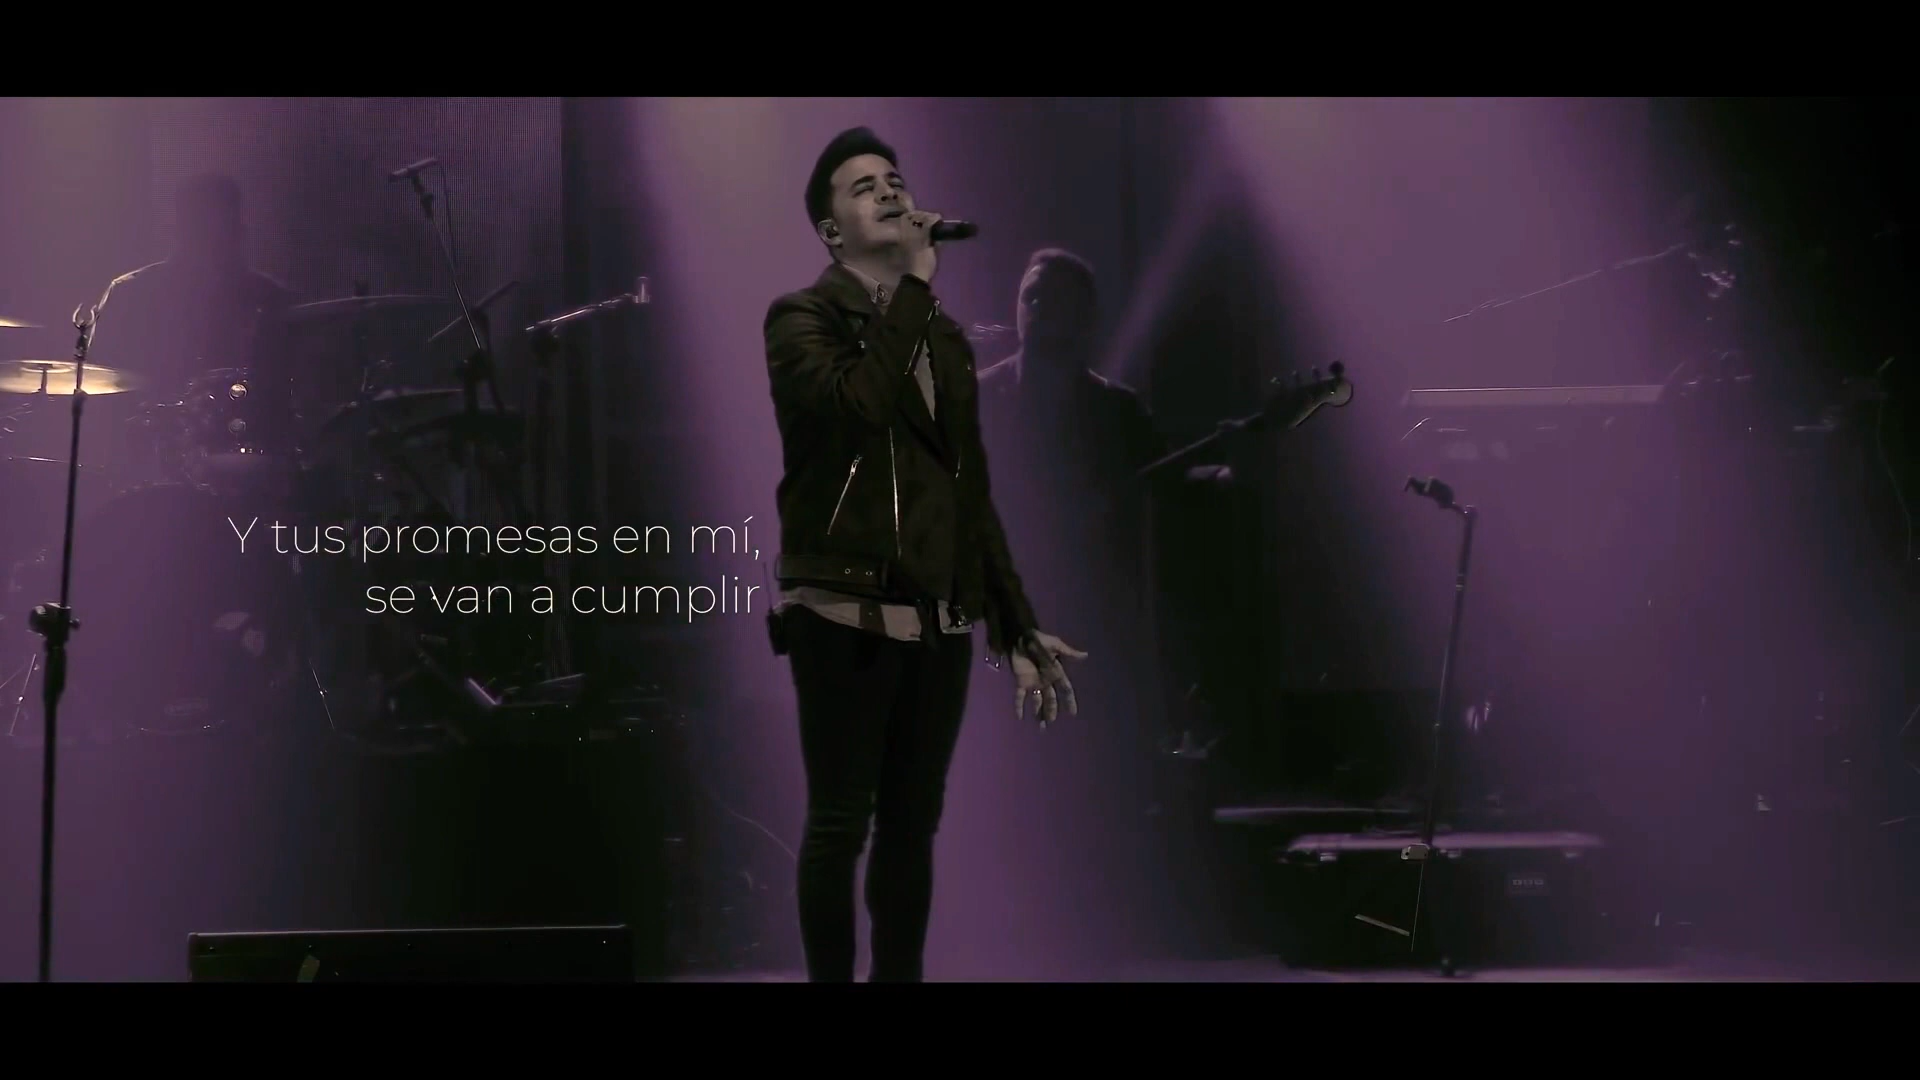 Y tus promesas en mí,
se van a cumplir